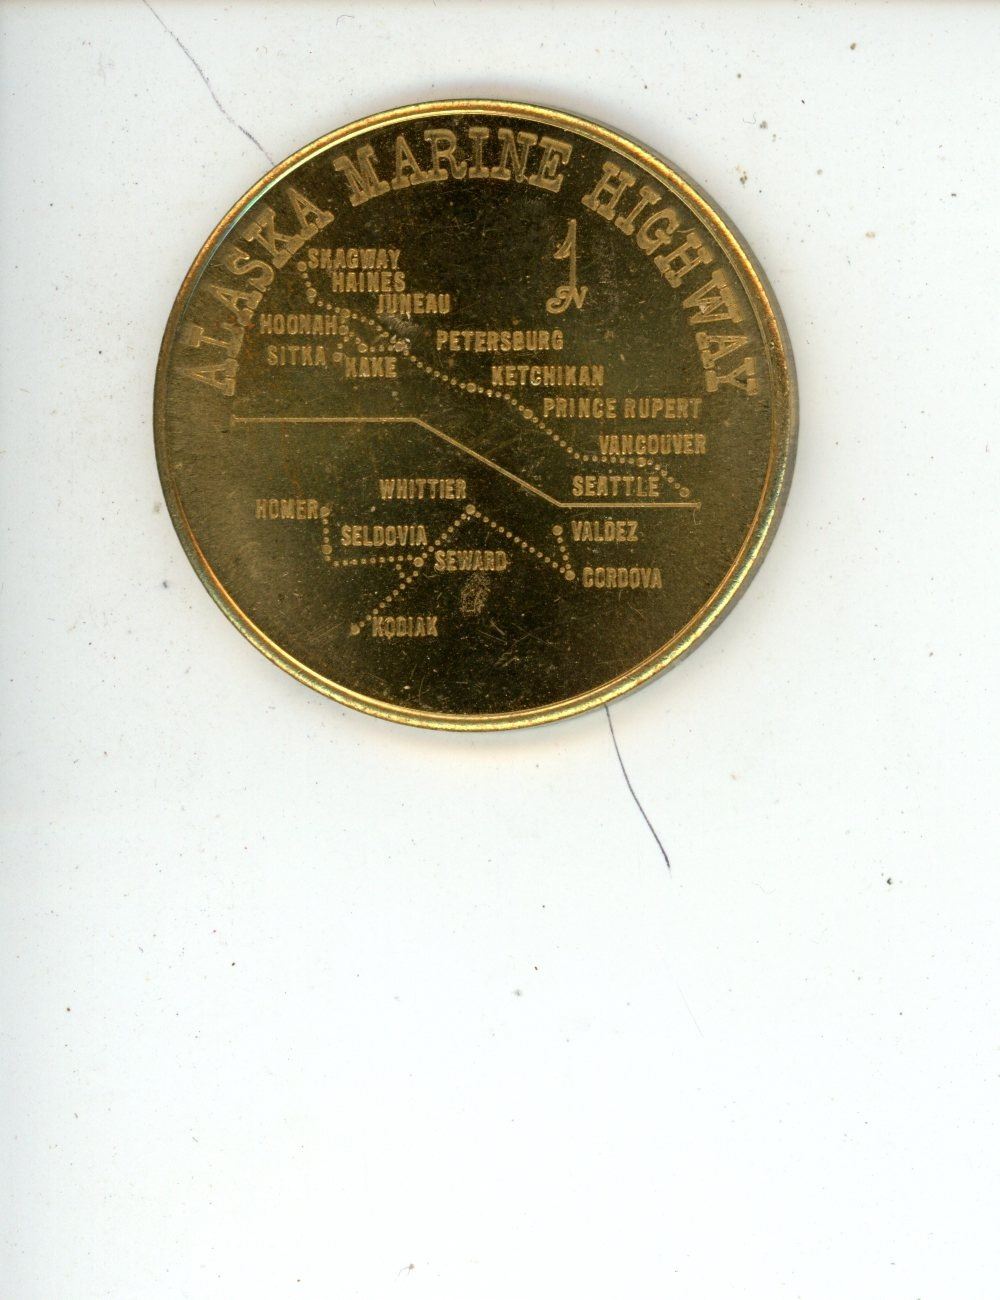 ALASKA MARINE HIGHWAY
N
SKAGWAY
HAINES
JUNEAU
HOONAH
PETERSBURG
SITKA
KAKE
KETCHIKAN
PRINCE RUPERT
VANCOUVER
SEATTLE
WHITTIER
HOMER
SELDOVIA
VALDEZ
SEWARD
CORDOVA
KODIAK